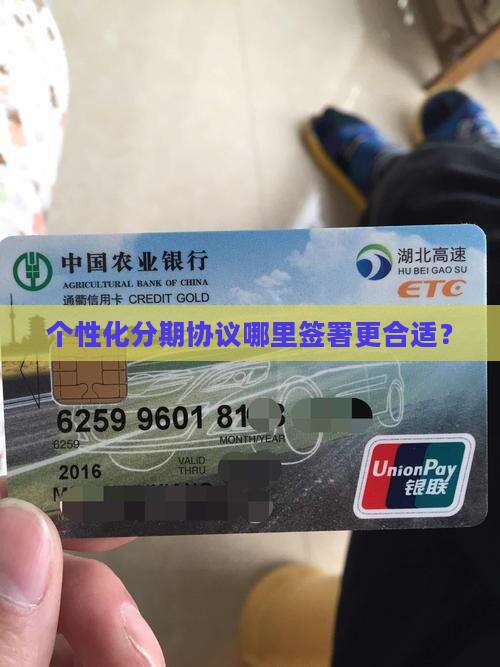 中国农业银行
AGRICULTURAL BANK OF CHINA
通衢信用卡 CREDIT GOLD
湖北高速
HU BEI GAO SU
ETC
个性化分期协议哪里签署更合适？
6259 9601 81
6259
MONTH/YEAR
2016
VALID
THRU
UnionPay
银联